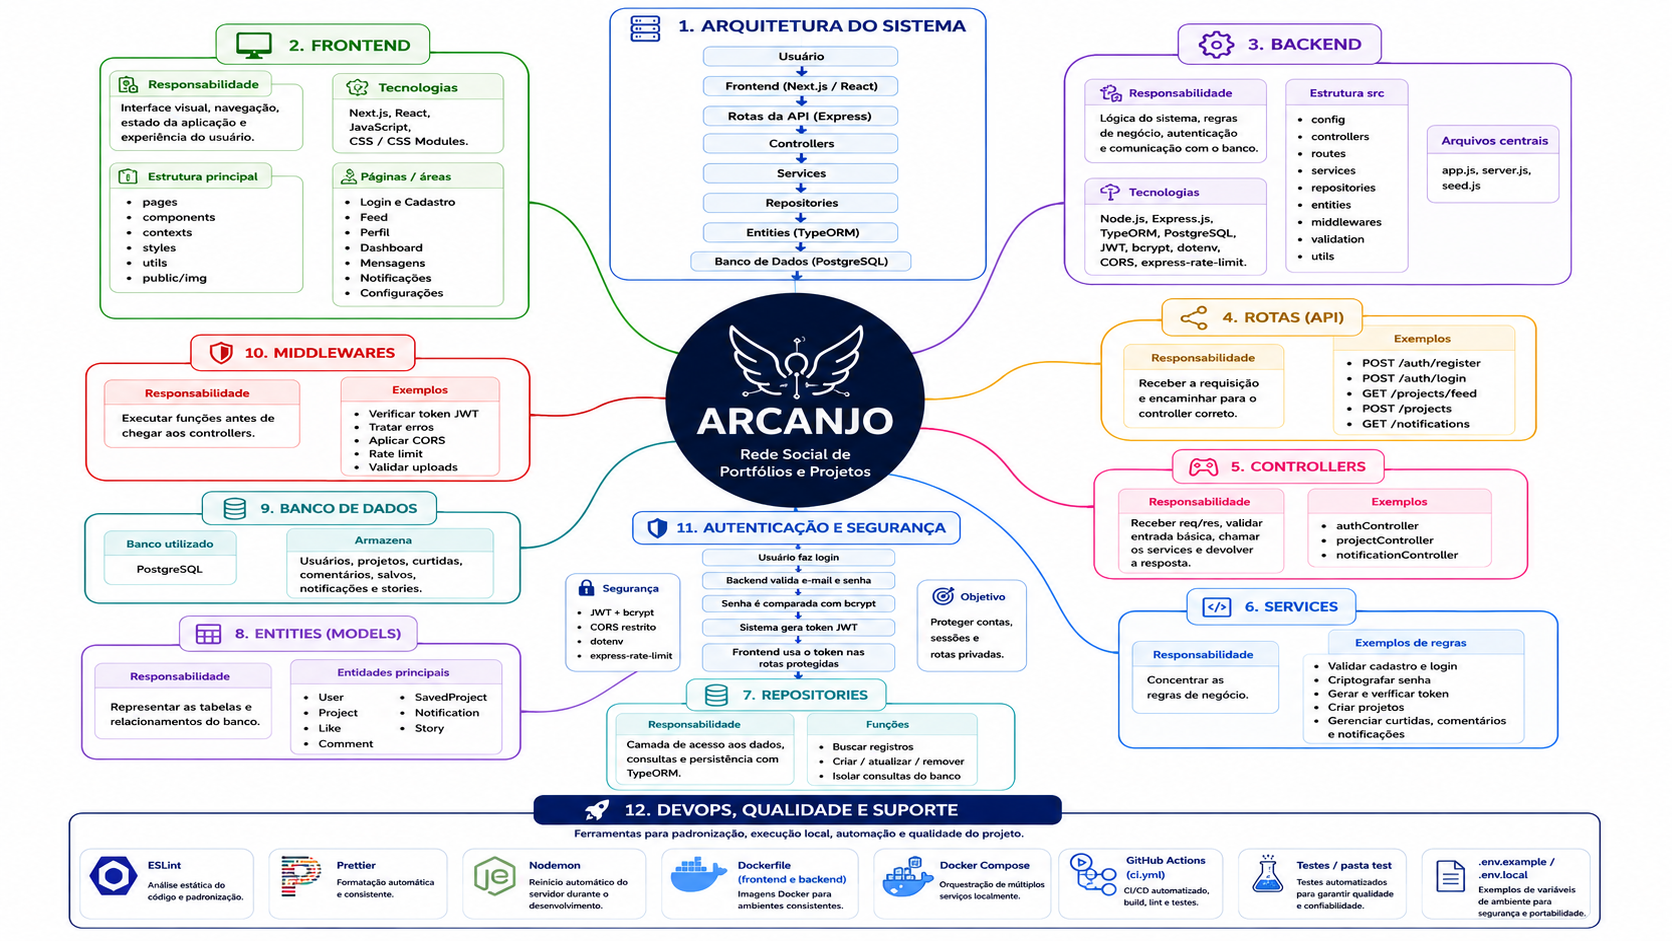 1. ARQUITETURA DO SISTEMA
Usuário
Frontend (Next.js / React)
Rotas da API (Express)
Controllers
Services
Repositories
Entities (TypeORM)
Banco de Dados (PostgreSQL)
2. FRONTEND
Responsabilidade
Interface visual, navegação,
estado da aplicação e
experiência do usuário.
Tecnologias
Next.js, React,
JavaScript,
CSS / CSS Modules.
Estrutura principal
• pages
• components
• contexts
• styles
• utils
• public/img
Páginas / áreas
• Login e Cadastro
• Feed
• Perfil
• Dashboard
• Mensagens
• Notificações
• Configurações
3. BACKEND
Responsabilidade
Lógica do sistema, regras
de negócio, autenticação
e comunicação com o banco.
Tecnologias
Node.js, Express.js,
TypeORM, PostgreSQL,
JWT, bcrypt, dotenv,
CORS, express-rate-limit.
Estrutura src
• config
• controllers
• routes
• services
• repositories
• entities
• middlewares
• validation
• utils
Arquivos centrais
app.js, server.js,
seed.js
ARCANJO
Rede Social de
Portfólios e Projetos
4. ROTAS (API)
Responsabilidade
Receber a requisição
e encaminhar para o
controller correto.
Exemplos
• POST /auth/register
• POST /auth/login
• GET /projects/feed
• POST /projects
• GET /notifications
5. CONTROLLERS
Responsabilidade
Receber req/res, validar
entrada básica, chamar
os services e devolver
a resposta.
Exemplos
• authController
• projectController
• notificationController
6. SERVICES
Responsabilidade
Concentrar as
regras de negócio.
Exemplos de regras
• Validar cadastro e login
• Criptografar senha
• Gerar e verificar token
• Criar projetos
• Gerenciar curtidas, comentários
e notificações
10. MIDDLEWARES
Responsabilidade
Executar funções antes de
chegar aos controllers.
Exemplos
• Verificar token JWT
• Tratar erros
• Aplicar CORS
• Rate limit
• Validar uploads
9. BANCO DE DADOS
Banco utilizado
PostgreSQL
Armazena
Usuários, projetos, curtidas,
comentários, salvos,
notificações e stories.
8. ENTITIES (MODELS)
Responsabilidade
Representar as tabelas e
relacionamentos do banco.
Entidades principais
• User
• Project
• Like
• Comment
• SavedProject
• Notification
• Story
11. AUTENTICAÇÃO E SEGURANÇA
Usuário faz login
Backend valida e-mail e senha
Senha é comparada com bcrypt
Sistema gera token JWT
Frontend usa o token nas
rotas protegidas
Segurança
• JWT + bcrypt
• CORS restrito
• dotenv
• express-rate-limit
Objetivo
Proteger contas,
sessões e
rotas privadas.
7. REPOSITORIES
Responsabilidade
Camada de acesso aos dados,
consultas e persistência com
TypeORM.
Funções
• Buscar registros
• Criar / atualizar / remover
• Isolar consultas do banco
12. DEVOPS, QUALIDADE E SUPORTE
Ferramentas para padronização, execução local, automação e qualidade do projeto.
ESLint
Análise estática do
código e padronização.
Prettier
Formatação automática
e consistente.
Nodemon
Reinício automático do
servidor durante o
desenvolvimento.
Dockerfile
(frontend e backend)
Imagens Docker para
ambientes consistentes.
Docker Compose
Orquestração de múltiplos
serviços localmente.
GitHub Actions
(ci.yml)
CI/CD automatizado,
build, lint e testes.
Testes / pasta test
Testes automatizados
para garantir qualidade
e confiabilidade.
.env.example /
.env.local
Exemplos de variáveis
de ambiente para
segurança e portabilidade.